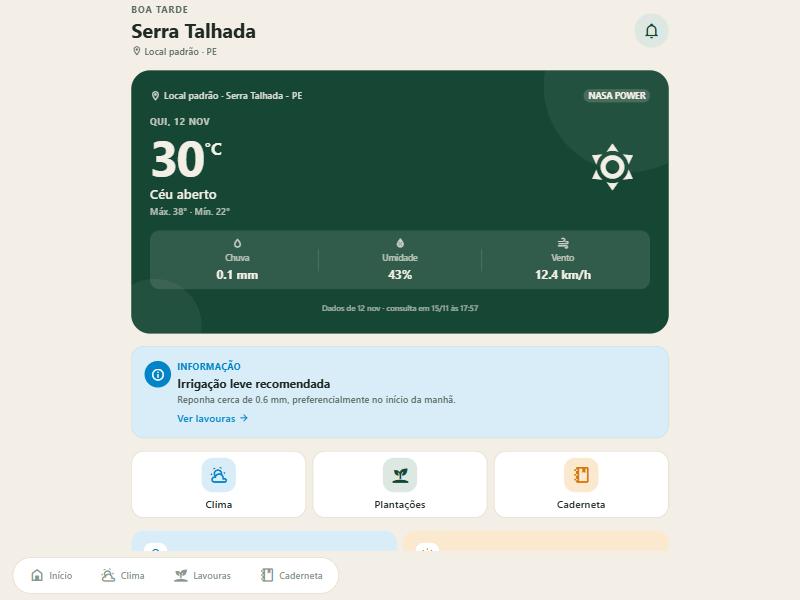 BOA TARDE
Serra Talhada
Local padrão · PE
Local padrão · Serra Talhada - PE
NASA POWER
QUI, 12 NOV
30°C
Céu aberto
Máx. 38° · Mín. 22°
Chuva
0.1 mm
Umidade
43%
Vento
12.4 km/h
Dados de 12 nov · consulta em 15/11 às 17:57
INFORMAÇÃO
Irrigação leve recomendada
Reponha cerca de 0.6 mm, preferencialmente no início da manhã.
Ver lavouras →
Clima
Plantações
Caderneta
Início
Clima
Lavouras
Caderneta